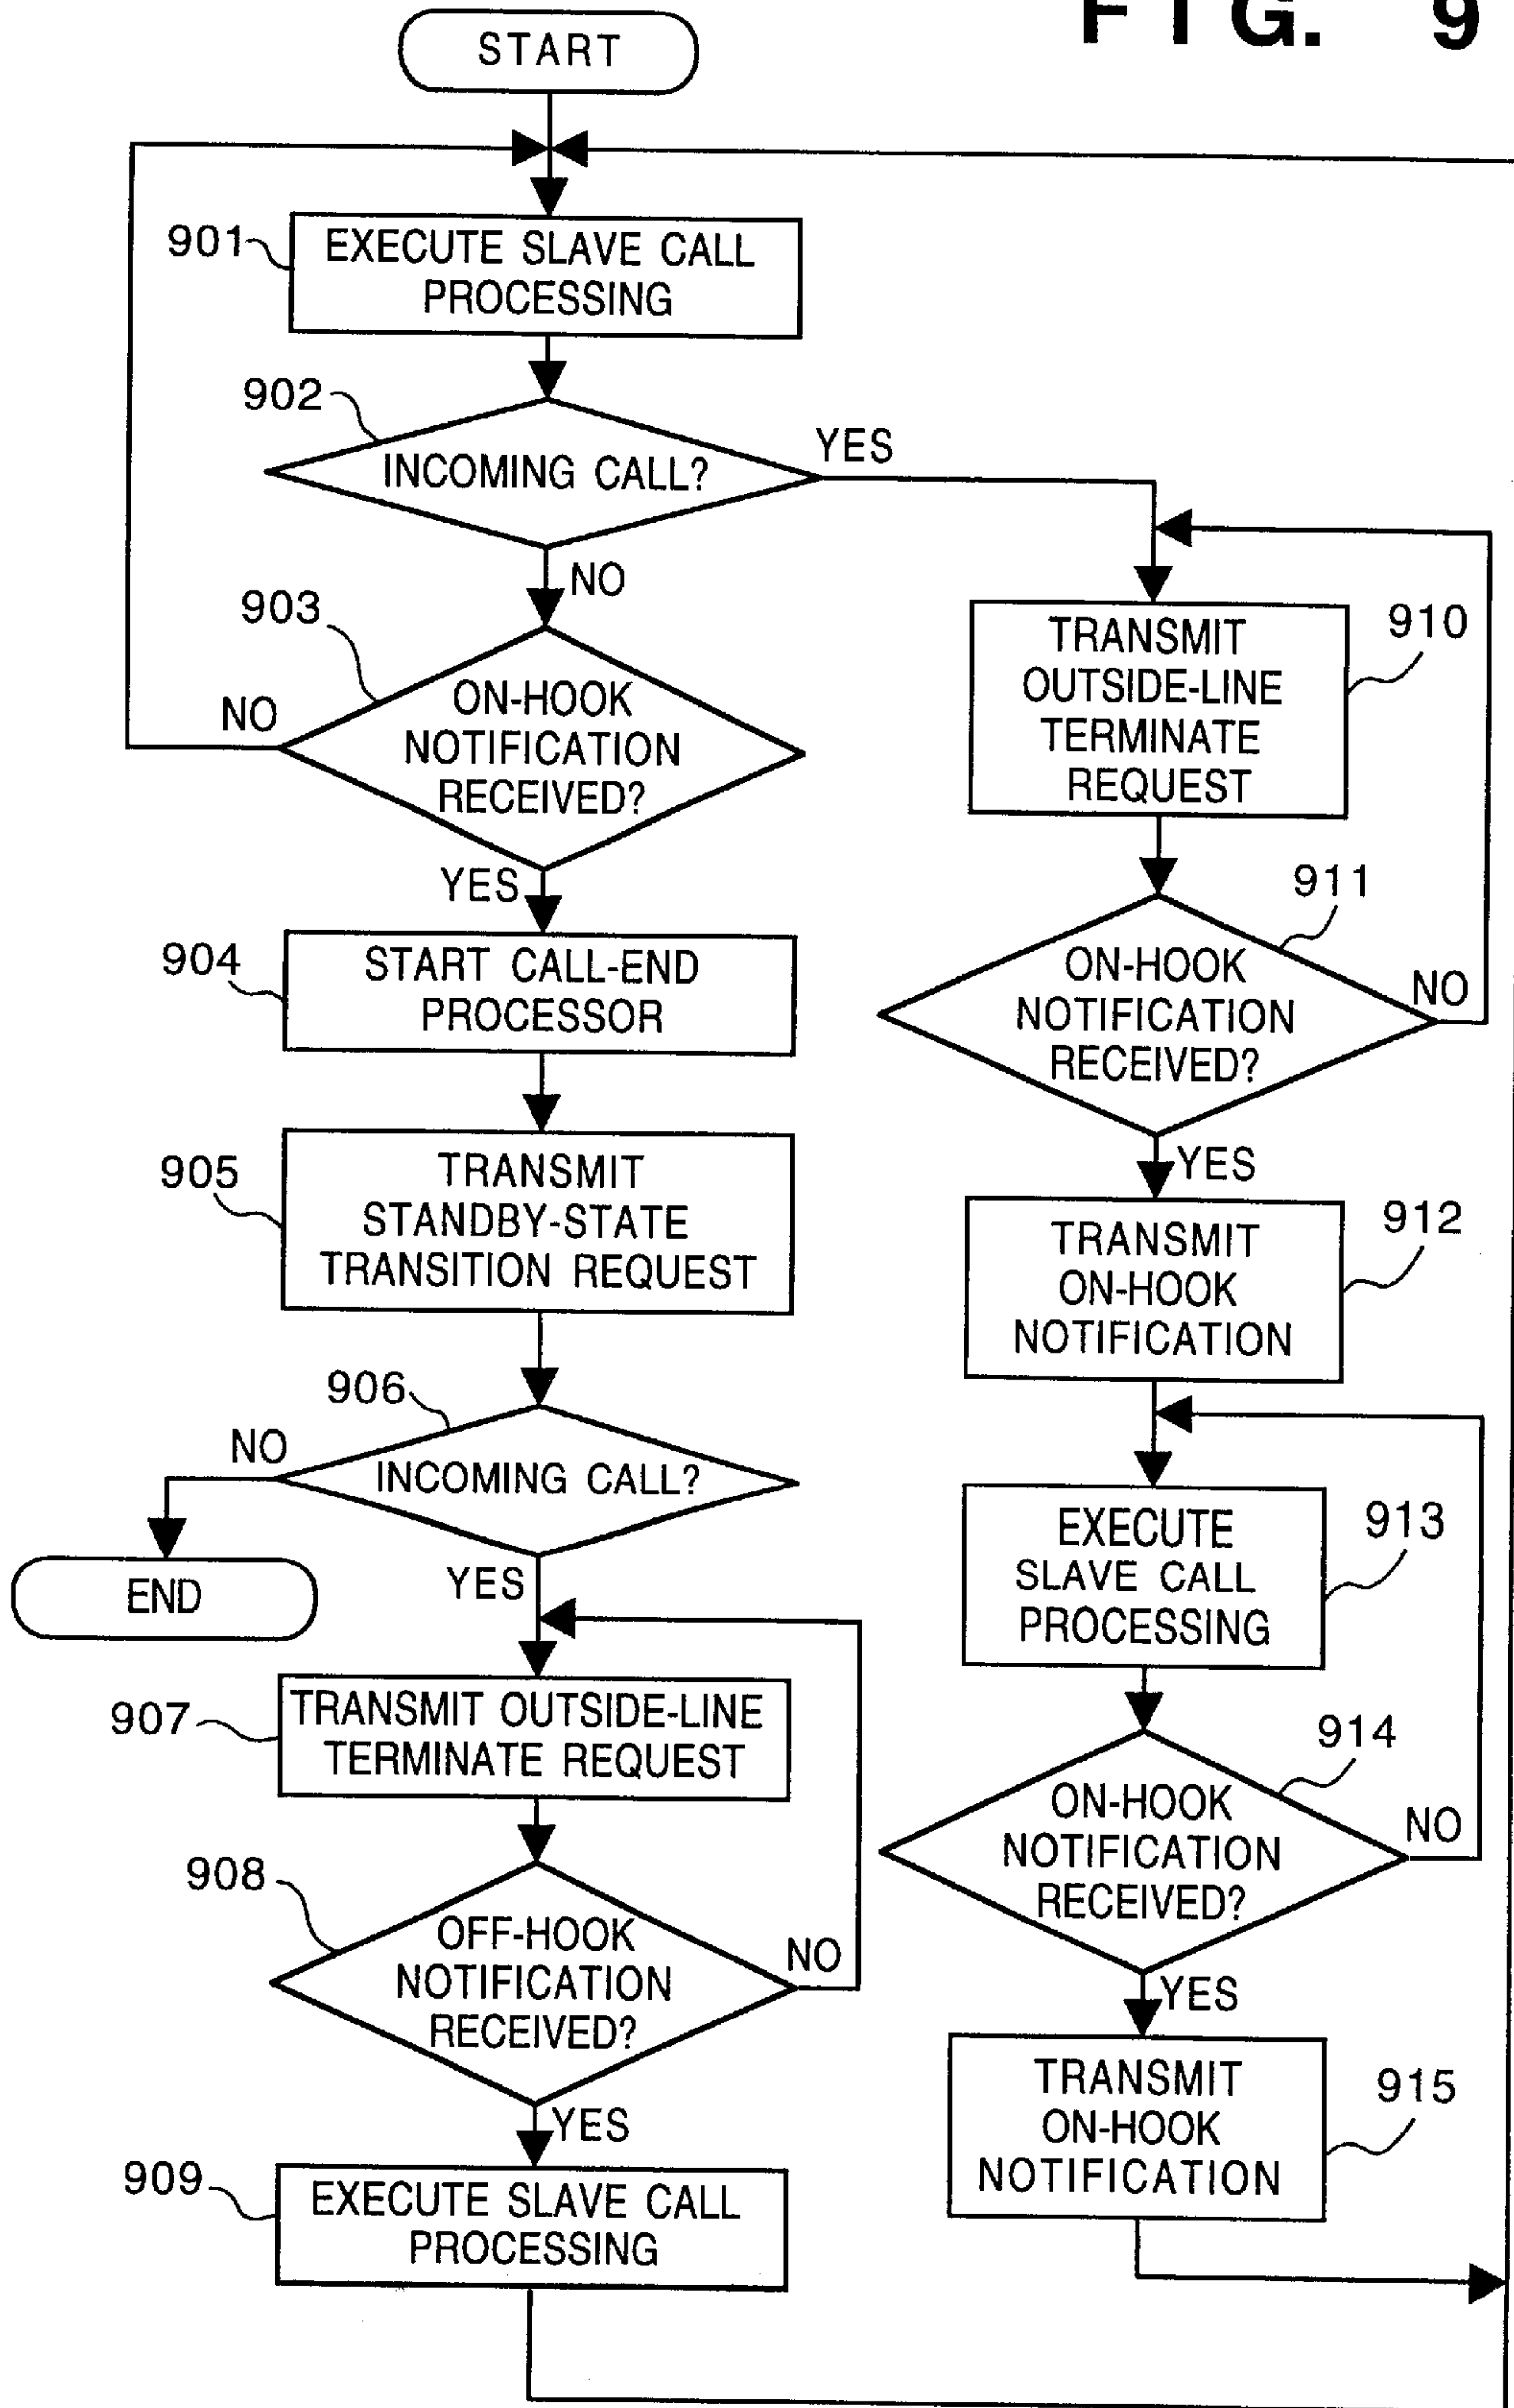 FIG. 9
START
901
EXECUTE SLAVE CALL
PROCESSING
902
INCOMING CALL?
YES
NO
903
ON-HOOK
NOTIFICATION
RECEIVED?
NO
YES
904
START CALL-END
PROCESSOR
905
TRANSMIT
STANDBY-STATE
TRANSITION REQUEST
906
INCOMING CALL?
NO
END
YES
907
TRANSMIT OUTSIDE-LINE
TERMINATE REQUEST
908
OFF-HOOK
NOTIFICATION
RECEIVED?
NO
YES
909
EXECUTE SLAVE CALL
PROCESSING
910
TRANSMIT
OUTSIDE-LINE
TERMINATE
REQUEST
911
ON-HOOK
NOTIFICATION
RECEIVED?
NO
YES
912
TRANSMIT
ON-HOOK
NOTIFICATION
913
EXECUTE
SLAVE CALL
PROCESSING
914
ON-HOOK
NOTIFICATION
RECEIVED?
NO
YES
915
TRANSMIT
ON-HOOK
NOTIFICATION